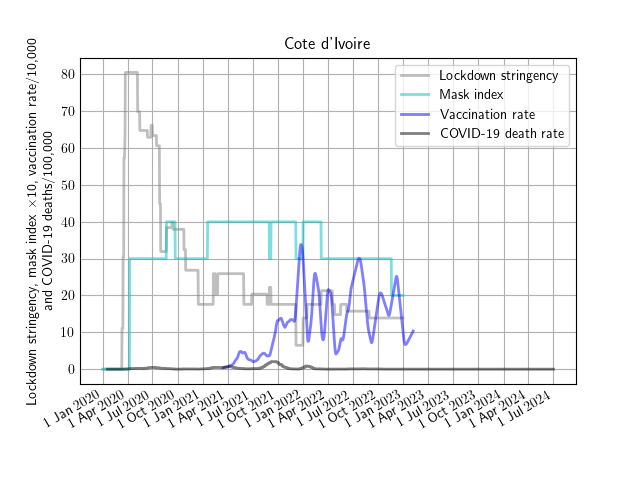 Cote d'Ivoire
Lockdown stringency, mask index ×10, vaccination rate/10,000
and COVID-19 deaths/100,000
80
70
60
50
40
30
20
10
0
Lockdown stringency
Mask index
Vaccination rate
COVID-19 death rate
1 Jan 2020
1 Apr 2020
1 Jul 2020
1 Oct 2020
1 Jan 2021
1 Apr 2021
1 Jul 2021
1 Oct 2021
1 Jan 2022
1 Apr 2022
1 Jul 2022
1 Oct 2022
1 Jan 2023
1 Apr 2023
1 Jul 2023
1 Oct 2023
1 Jan 2024
1 Apr 2024
1 Jul 2024